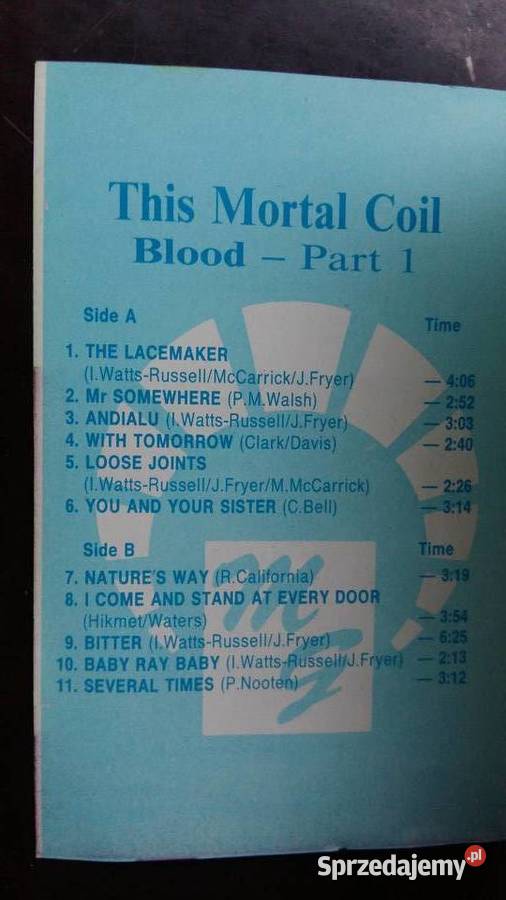 This Mortal Coil
Blood – Part 1
Side A Time
1. THE LACEMAKER
(I.Watts-Russell/McCarrick/J.Fryer) — 4:06
2. Mr SOMEWHERE (P.M.Walsh) — 2:52
3. ANDIALU (I.Watts-Russell/J.Fryer) — 3:03
4. WITH TOMORROW (Clark/Davis) — 2:40
5. LOOSE JOINTS
(I.Watts-Russell/J.Fryer/M.McCarrick) — 2:26
6. YOU AND YOUR SISTER (C.Bell) — 3:14
Side B Time
7. NATURE'S WAY (R.California) — 3:19
8. I COME AND STAND AT EVERY DOOR
(Hikmet/Waters) — 3:54
9. BITTER (I.Watts-Russell/J.Fryer) — 6:25
10. BABY RAY BABY (I.Watts-Russell/J.Fryer) — 2:13
11. SEVERAL TIMES (P.Nooten) — 3:12
MG
Sprzedajemy.pl